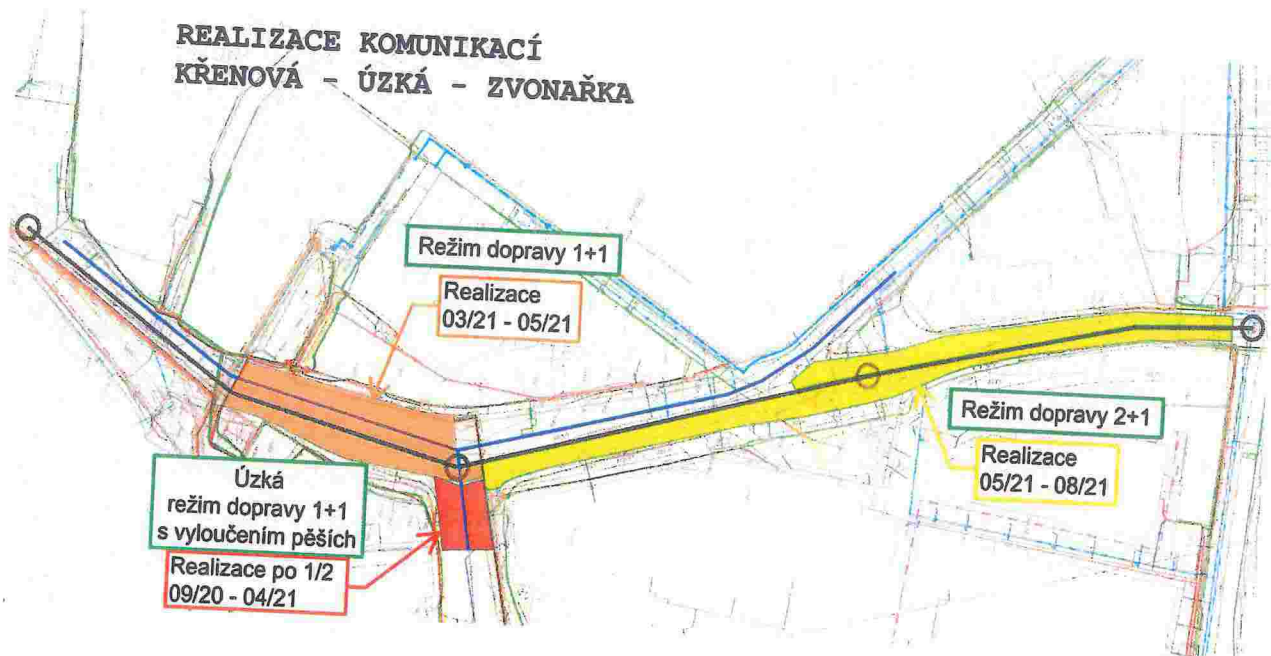 REALIZACE KOMUNIKACÍ
KŘENOVÁ - ÚZKÁ - ZVONAŘKA
Režim dopravy 1+1
Realizace
03/21 - 05/21
Režim dopravy 2+1
Realizace
05/21 - 08/21
Úzká
režim dopravy 1+1
s vyloučením pěších
Realizace po 1/2
09/20 - 04/21